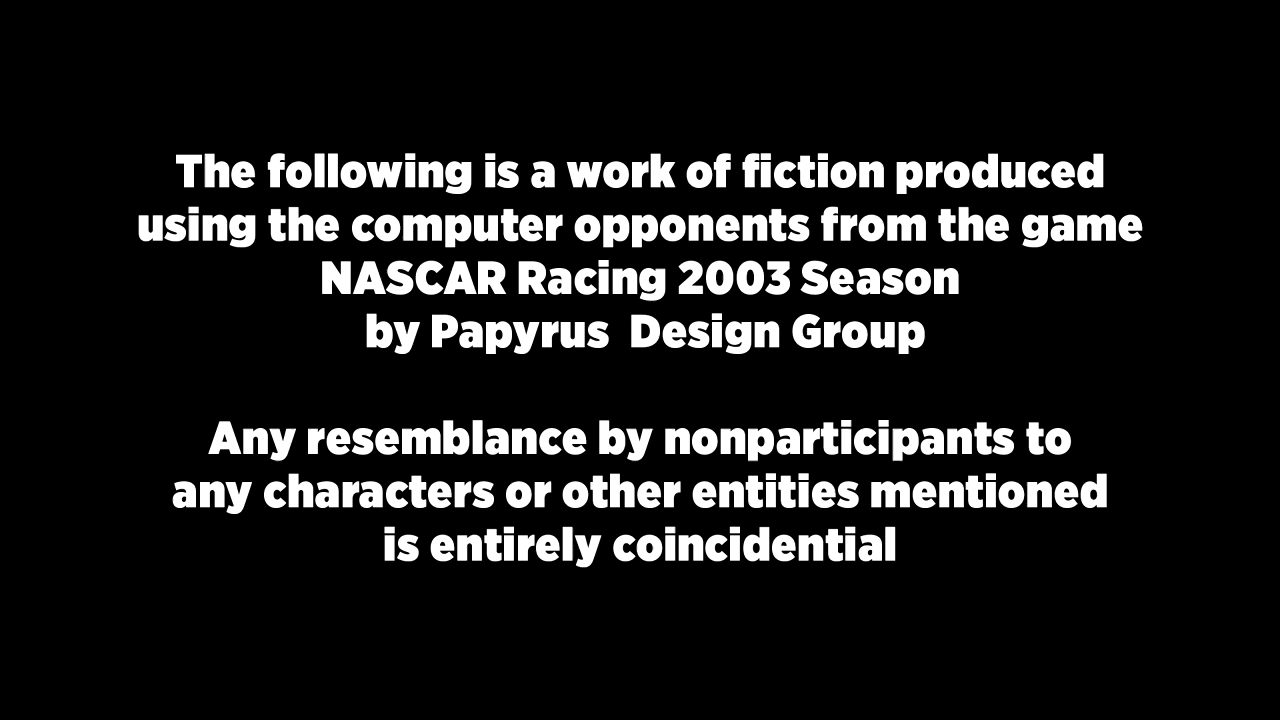 The following is a work of fiction produced
using the computer opponents from the game
NASCAR Racing 2003 Season
by Papyrus  Design Group
Any resemblance by nonparticipants to
any characters or other entities mentioned
is entirely coincidential